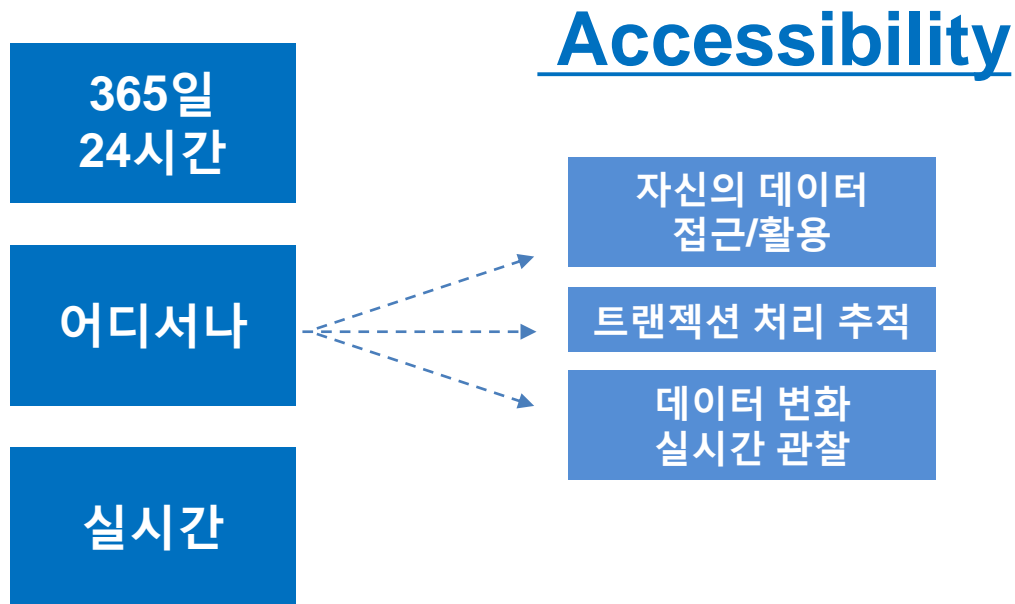 Accessibility
365일
24시간
어디서나
실시간
자신의 데이터
접근/활용
트랜젝션 처리 추적
데이터 변화
실시간 관찰